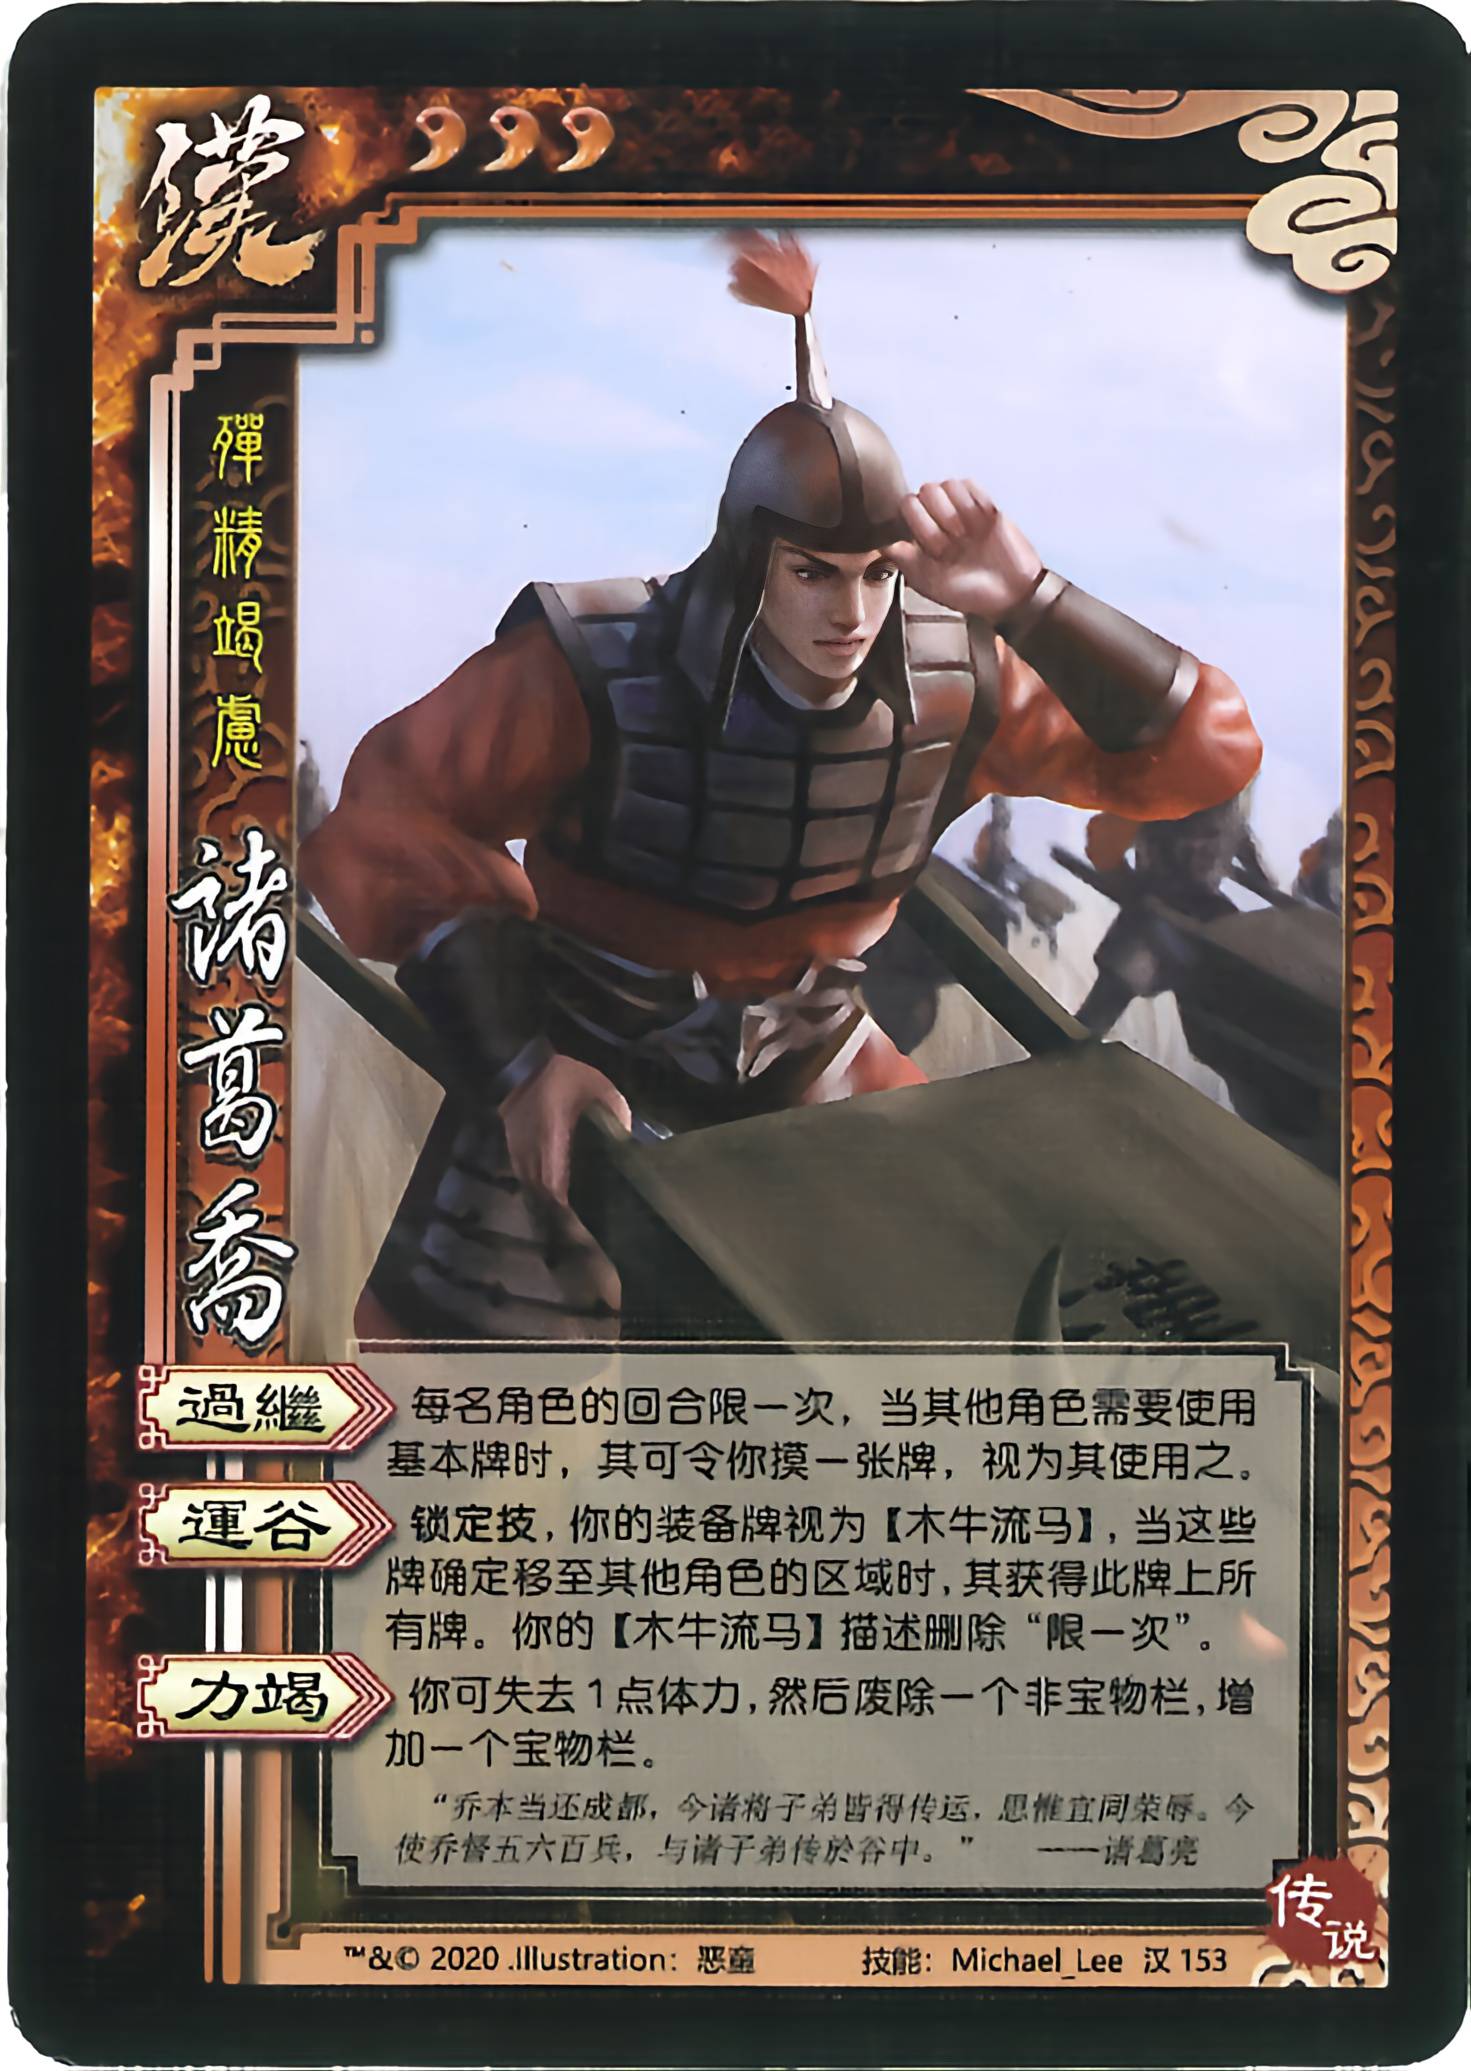 漢
殫精竭慮
諸葛喬
過繼
每名角色的回合限一次，当其他角色需要使用
基本牌时，其可令你摸一张牌，视为其使用之。
運谷
锁定技，你的装备牌视为【木牛流马】，当这些
牌确定移至其他角色的区域时，其获得此牌上所
有牌。你的【木牛流马】描述删除“限一次”。
力竭
你可失去1点体力，然后废除一个非宝物栏，增
加一个宝物栏。
“乔本当还成都，今诸将子弟皆得传运，思惟宜同荣辱。今
使乔督五六百兵，与诸子弟传於谷中。” ——诸葛亮
传说
™&© 2020 .Illustration：恶童 技能：Michael_Lee 汉 153